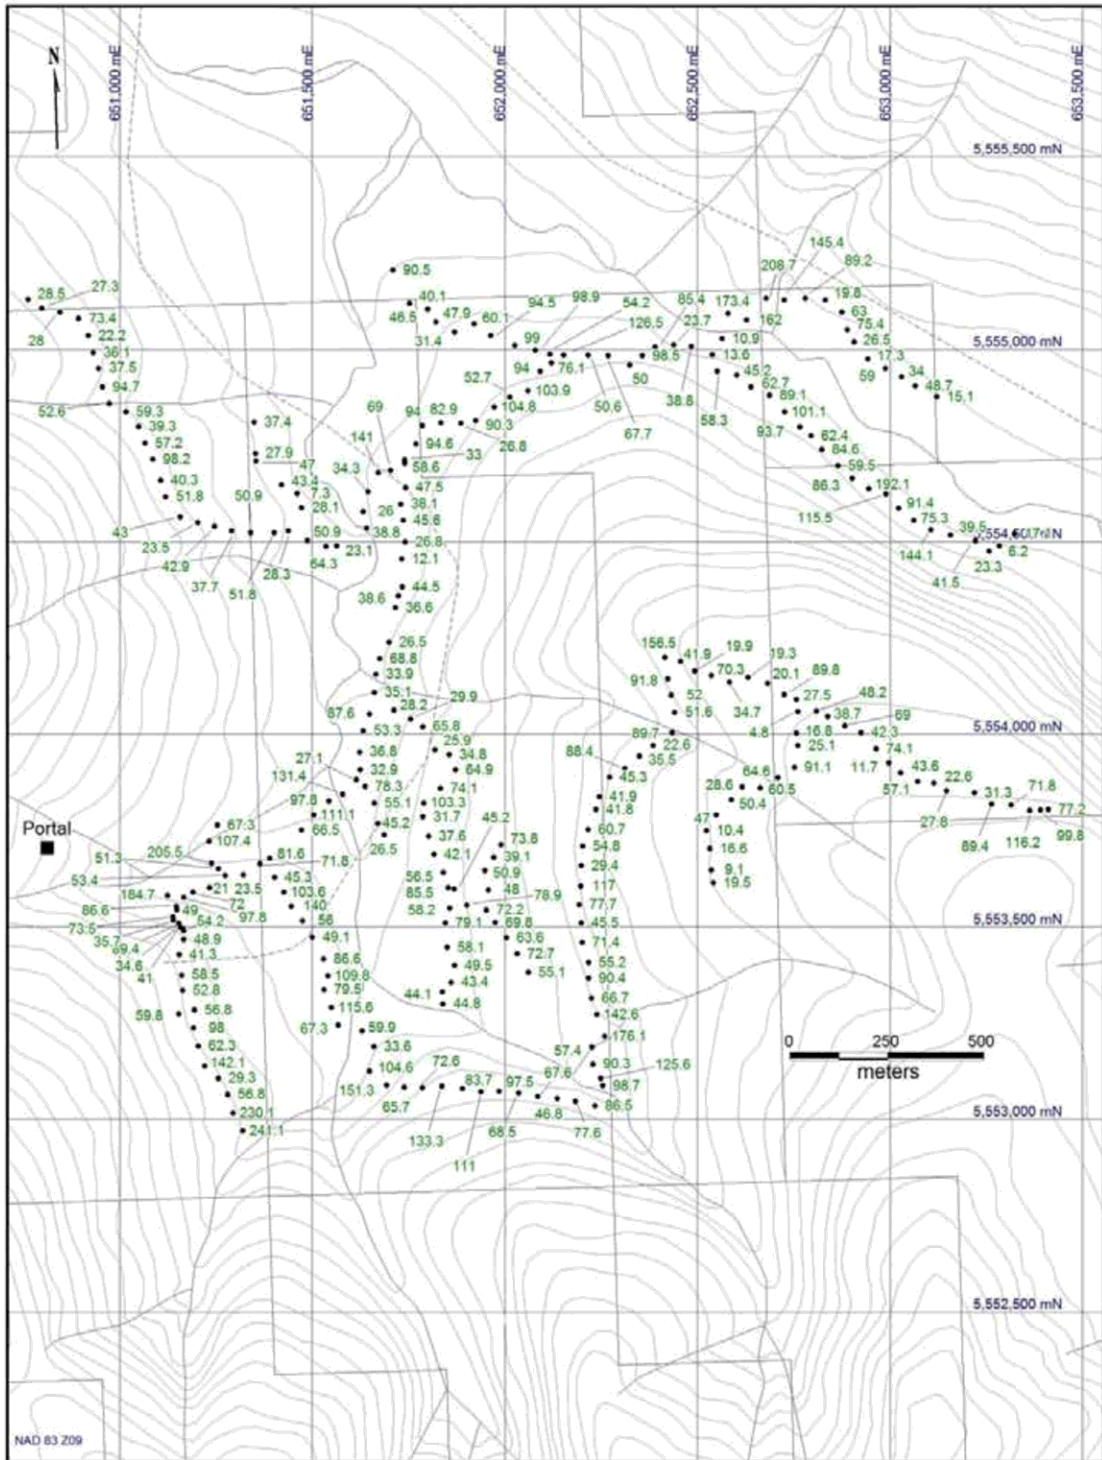 N
651,000 mE
651,500 mE
652,000 mE
652,500 mE
653,000 mE
653,500 mE
5,555,500 mN
145.4
208.7 89.2
90.5
28.5 27.3
40.1 94.5 98.9 54.2 85.4 173.4 19.8
46.5 47.9 60.1 126.5 23.7 162 63
28 73.4 31.4 75.4
22.2 99 10.9 26.5
5,555,000 mN
36.1 94 76.1 98.5 13.6 17.3
37.5 50 45.2 59 34
94.7 52.7 103.9 38.8 62.7 48.7
52.6 59.3 69 94 82.9 104.8 50.6 58.3 89.1 15.1
39.3 37.4 90.3 67.7 101.1
57.2 141 94.6 26.8 93.7 62.4
98.2 27.9 33 84.6
47 34.3 58.6 59.5
40.3 43.4 47.5 86.3 192.1
51.8 50.9 7.3 38.1 91.4
28.1 26 115.5
43 45.6 75.3
50.9 38.8 39.5
23.5 64.3 23.1 26.8 144.1 6.2
42.9 28.3 12.1 23.3
37.7 51.8 44.5 41.5
38.6 36.6
26.5 156.5 41.9 19.9
68.8 70.3 19.3
33.9 91.8 20.1 89.8
35.1 29.9 52 27.5 48.2
87.6 28.2 51.6 34.7 38.7 69
53.3 65.8 89.7 4.8 16.8 42.3
25.9 22.6 25.1 74.1
5,554,000 mN
27.1 36.8 34.8 88.4 35.5
131.4 32.9 64.9 45.3 64.6 91.1 11.7 43.6
78.3 74.1 28.6 60.5 57.1 22.6 71.8
97.8 55.1 103.3 41.9 50.4 31.3
111.1 31.7 45.2 41.8 47 27.8 77.2
Portal 67.3 66.5 45.2 37.6 73.8 60.7 10.4 89.4 116.2 99.8
107.4 26.5 42.1 39.1 54.8 16.6
205.5 81.6 71.8 50.9 29.4 9.1
51.3 56.5 19.5
53.4 23.5 45.3 85.5 48 117
184.7 21 103.6 58.2 78.9 77.7
86.6 49 72 140 72.2
73.5 54.2 97.8 56 79.1 69.8 45.5
5,553,500 mN
35.7 48.9 49.1 63.6 71.4
69.4 41.3 58.1 72.7
34.6 86.6 49.5 55.1 55.2
41 58.5 109.8 43.4 90.4
52.8 79.5 44.1 66.7
59.8 56.8 115.6 44.8 142.6
98 67.3 59.9 176.1
62.3 33.6 57.4 0 250 500
142.1 104.6 72.6 67.6 90.3 125.6 meters
29.3 151.3 83.7 97.5 98.7
56.8 65.7 86.5
230.1 46.8
5,553,000 mN
241.1 133.3 68.5 77.6
111
5,552,500 mN
NAD 83 Z09